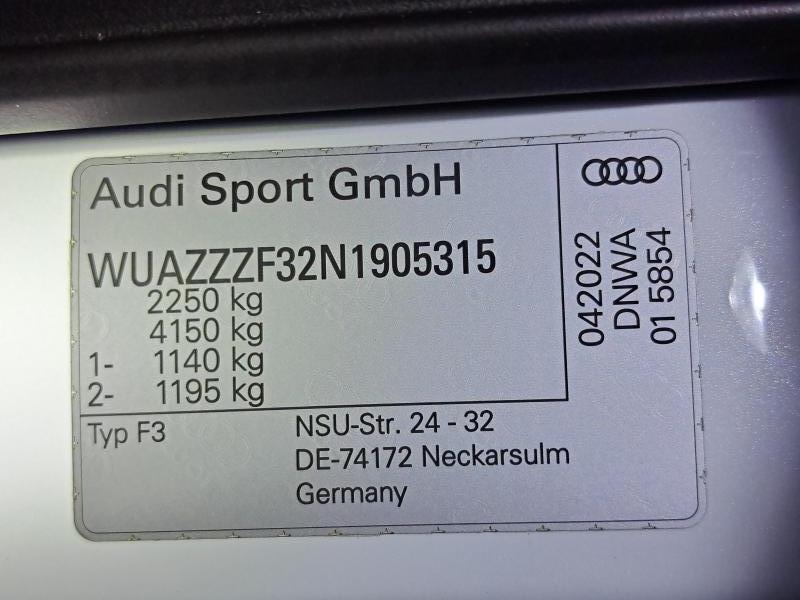 Audi Sport GmbH
WUAZZZF32N1905315
2250 kg
4150 kg
1- 1140 kg
2- 1195 kg
Typ F3
NSU-Str. 24 - 32
DE-74172 Neckarsulm
Germany
042022
DNWA
01 5854